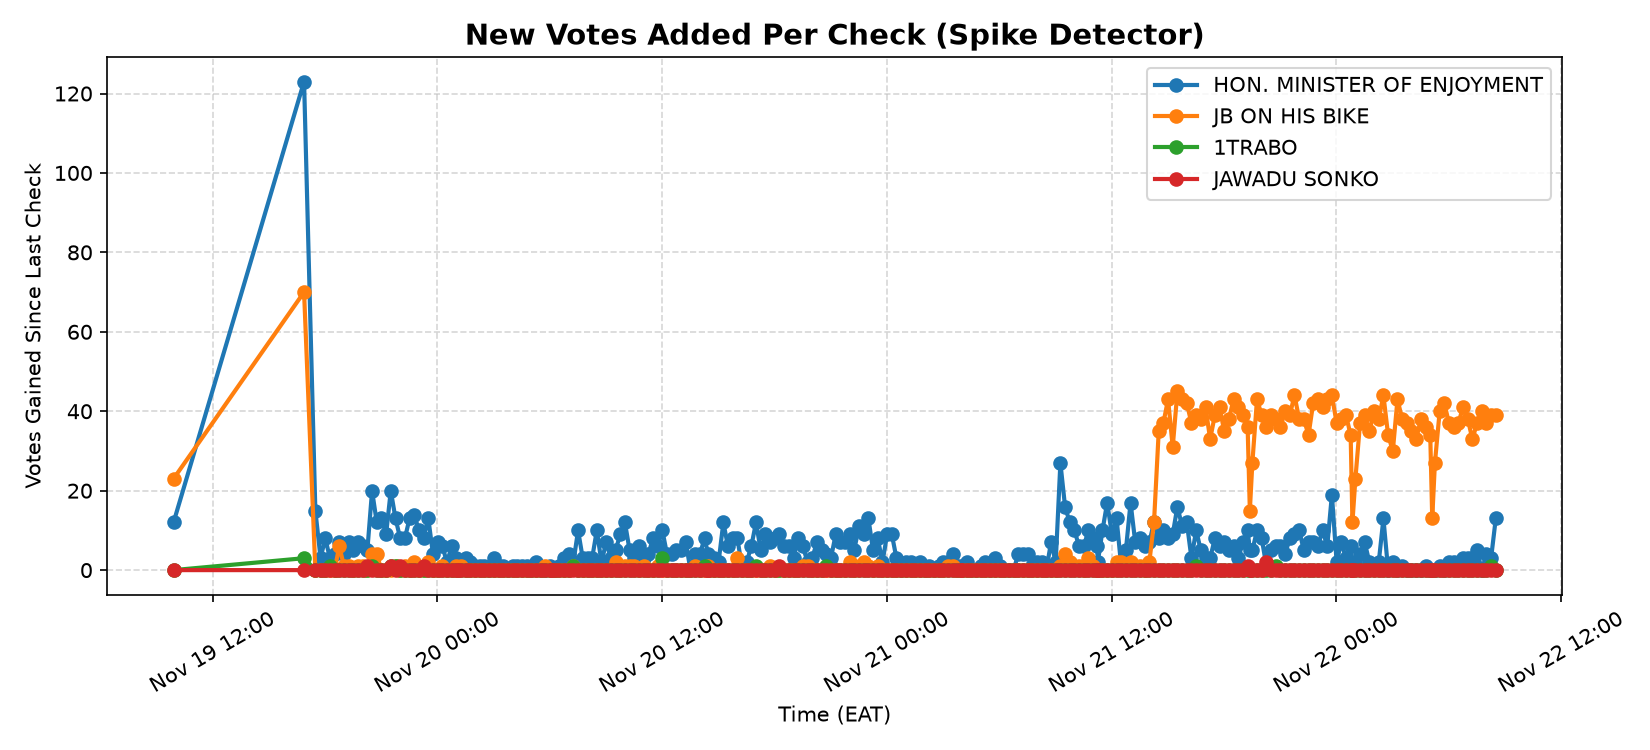 New Votes Added Per Check (Spike Detector)
HON. MINISTER OF ENJOYMENT
JB ON HIS BIKE
1TRABO
JAWADU SONKO
Votes Gained Since Last Check
120
100
80
60
40
20
0
Nov 19 12:00
Nov 20 00:00
Nov 20 12:00
Nov 21 00:00
Nov 21 12:00
Nov 22 00:00
Nov 22 12:00
Time (EAT)